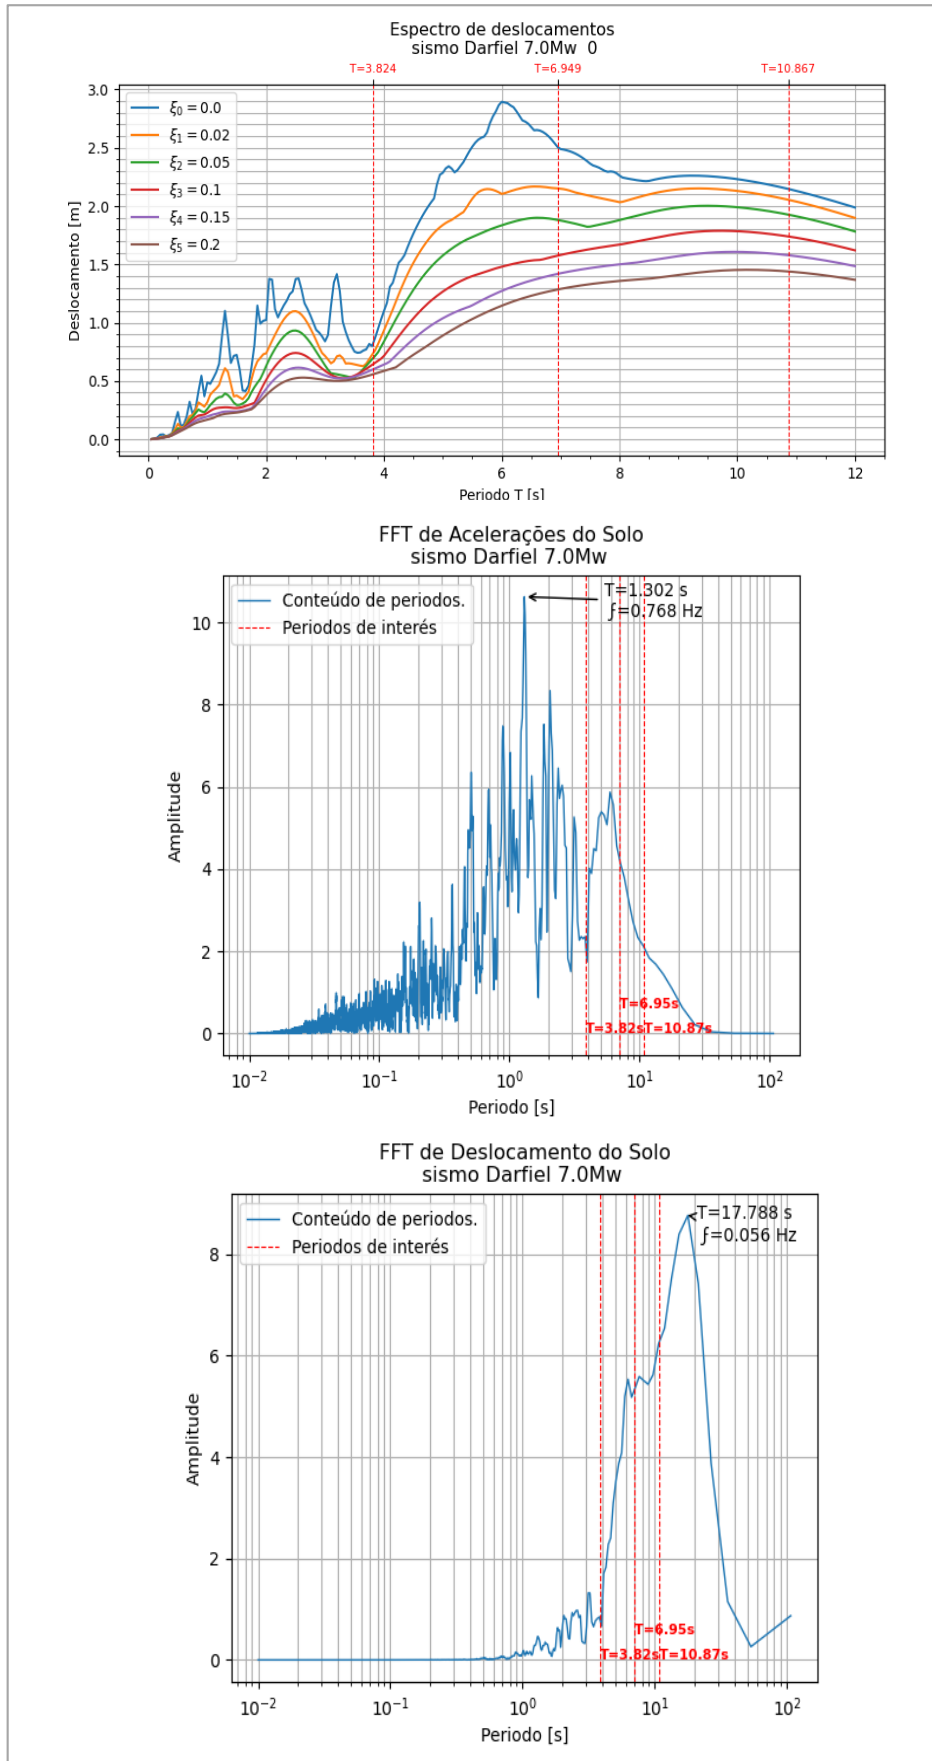 Espectro de deslocamentos
sismo Darfiel 7.0Mw  0
T=3.824
T=6.949
T=10.867
3.0
2.5
2.0
1.5
1.0
0.5
0.0
Deslocamento [m]
ξ₀ = 0.0
ξ₁ = 0.02
ξ₂ = 0.05
ξ₃ = 0.1
ξ₄ = 0.15
ξ₅ = 0.2
0
2
4
6
8
10
12
Periodo T [s]
FFT de Acelerações do Solo
sismo Darfiel 7.0Mw
Conteúdo de periodos.
Periodos de interés
T=1.302 s
ƒ=0.768 Hz
10
8
6
4
2
0
Amplitude
T=6.95s
T=3.82s
T=10.87s
10⁻²
10⁻¹
10⁰
10¹
10²
Periodo [s]
FFT de Deslocamento do Solo
sismo Darfiel 7.0Mw
Conteúdo de periodos.
Periodos de interés
T=17.788 s
ƒ=0.056 Hz
8
6
4
2
0
Amplitude
T=6.95s
T=3.82s
T=10.87s
10⁻²
10⁻¹
10⁰
10¹
10²
Periodo [s]